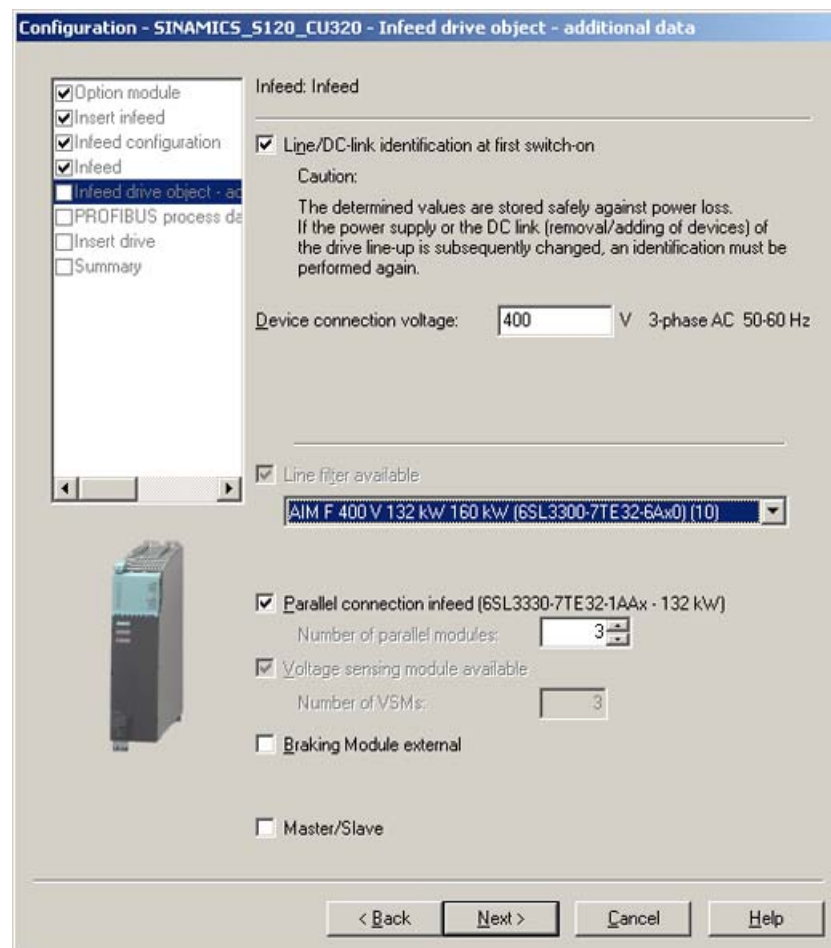 Configuration - SINAMICS_S120_CU320 - Infeed drive object - additional data
Option module
Insert infeed
Infeed configuration
Infeed
Infeed drive object - ad
PROFIBUS process da
Insert drive
Summary
Infeed: Infeed
Line/DC-link identification at first switch-on
Caution:
The determined values are stored safely against power loss.
If the power supply or the DC link (removal/adding of devices) of
the drive line-up is subsequently changed, an identification must be
performed again.
Device connection voltage: 400 V 3-phase AC 50-60 Hz
Line filter available
AIM F 400 V 132 kW 160 kW (6SL3300-7TE32-6Ax0) (10)
Parallel connection infeed (6SL3330-7TE32-1AAx - 132 kW)
Number of parallel modules: 3
Voltage sensing module available
Number of VSMs: 3
Braking Module external
Master/Slave
< Back Next > Cancel Help